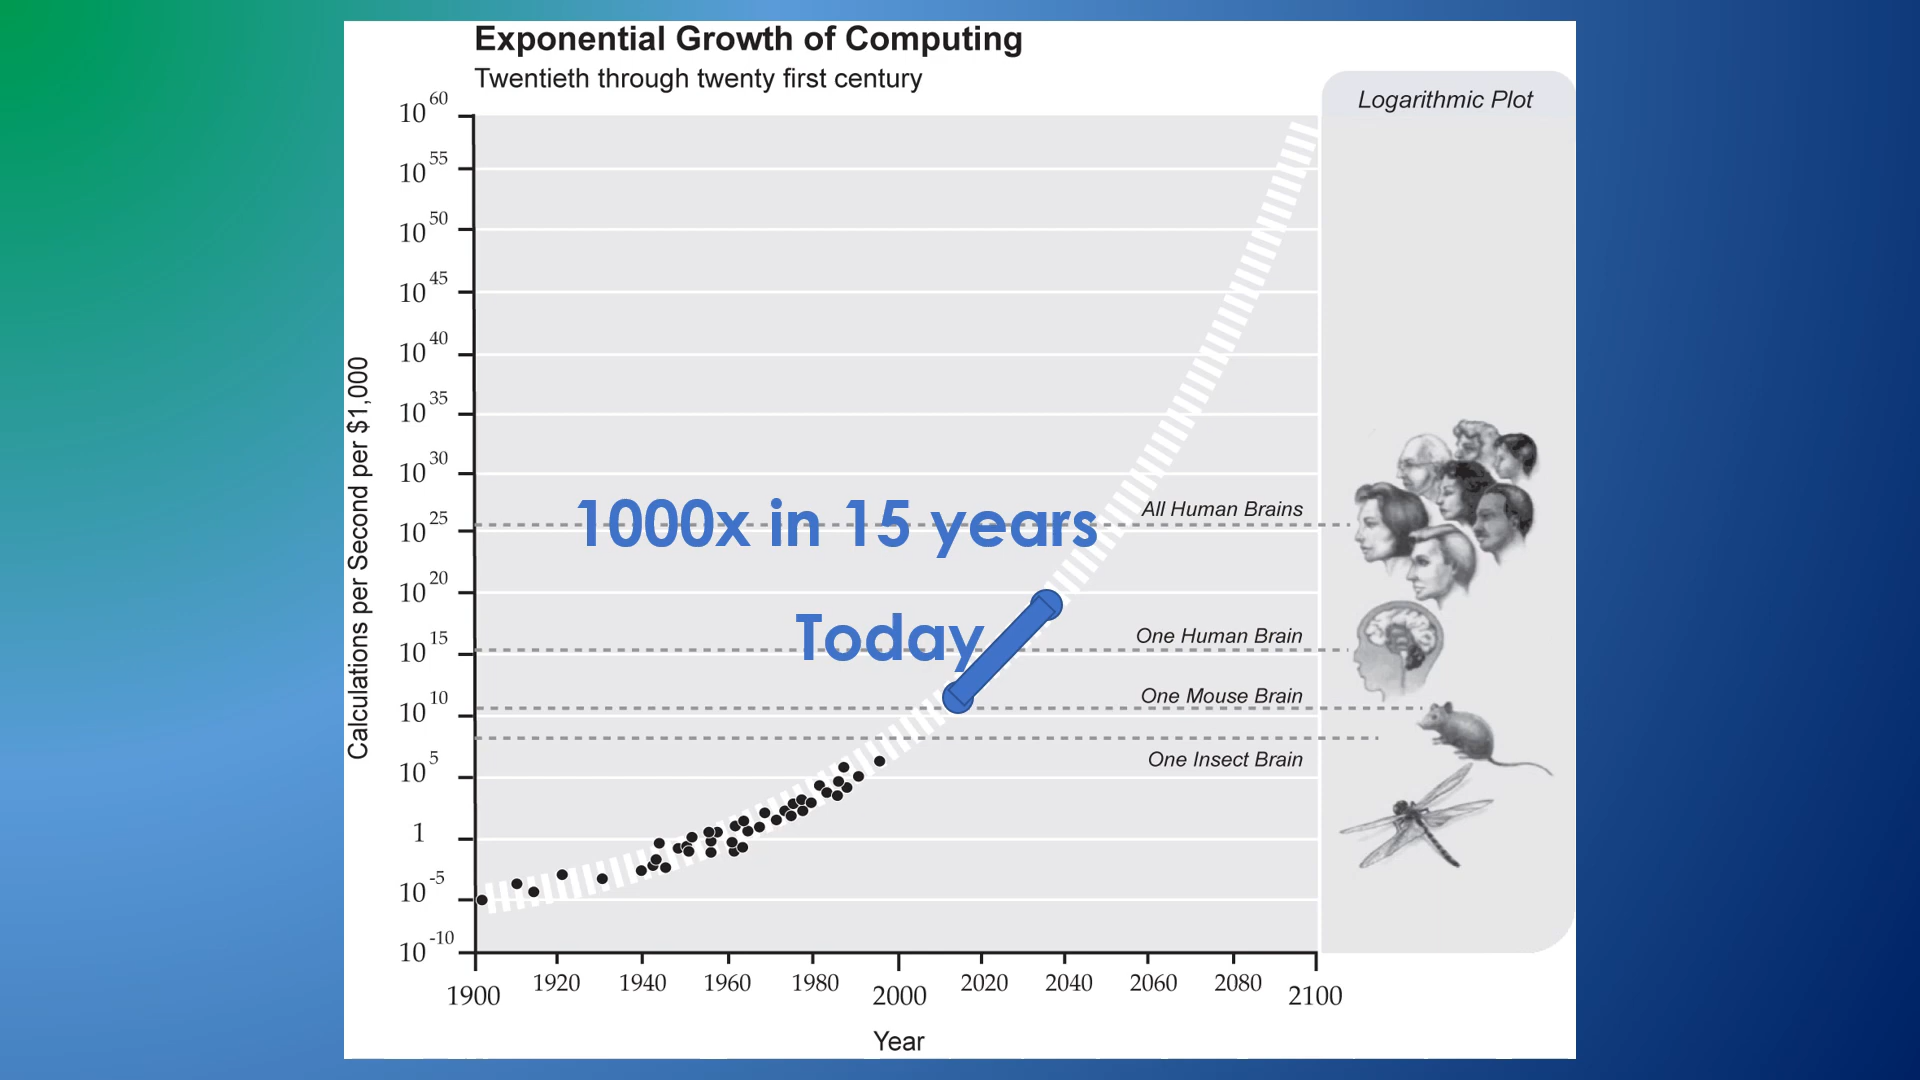 Exponential Growth of Computing
Twentieth through twenty first century
Logarithmic Plot
Calculations per Second per $1,000
10^60
10^55
10^50
10^45
10^40
10^35
10^30
10^25
10^20
10^15
10^10
10^5
1
10^-5
10^-10
1000x in 15 years
Today
All Human Brains
One Human Brain
One Mouse Brain
One Insect Brain
1900 1920 1940 1960 1980 2000 2020 2040 2060 2080 2100
Year